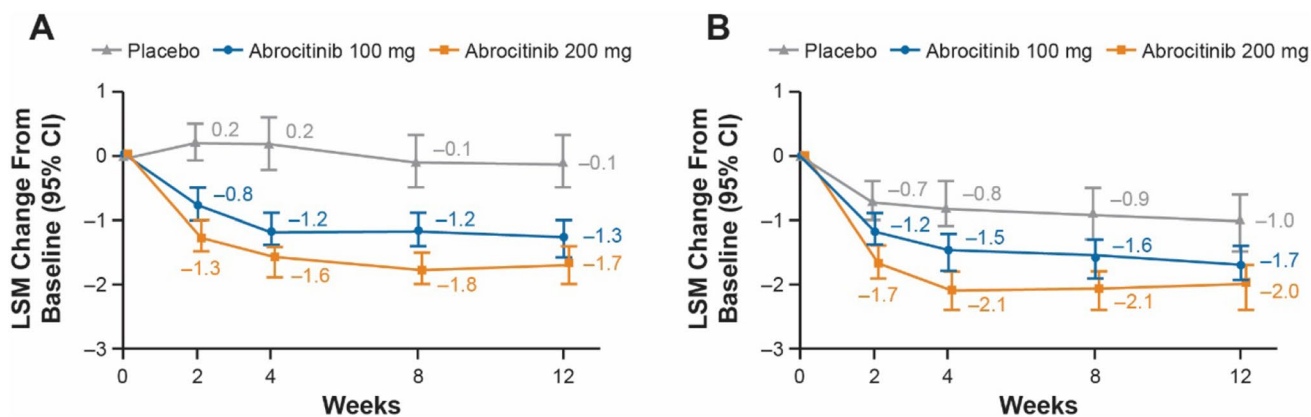 A
Placebo Abrocitinib 100 mg Abrocitinib 200 mg
LSM Change From
Baseline (95% CI)
1
0
–1
–2
–3
0.2
0.2
–0.1
–0.1
–0.8
–1.2
–1.2
–1.3
–1.3
–1.6
–1.8
–1.7
0 2 4 8 12
Weeks
B
Placebo Abrocitinib 100 mg Abrocitinib 200 mg
LSM Change From
Baseline (95% CI)
1
0
–1
–2
–3
–0.7
–0.8
–0.9
–1.0
–1.2
–1.5
–1.6
–1.7
–1.7
–2.1
–2.1
–2.0
0 2 4 8 12
Weeks